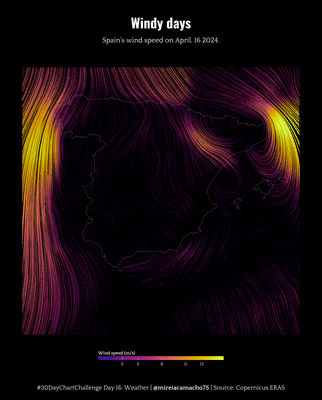 Windy days
Spain's wind speed on April, 16 2024.
Wind speed (m/s)
3 5 8 11 13
#30DayChartChallenge Day 16: Weather | @mireiacamacho75 | Source: Copernicus ERA5